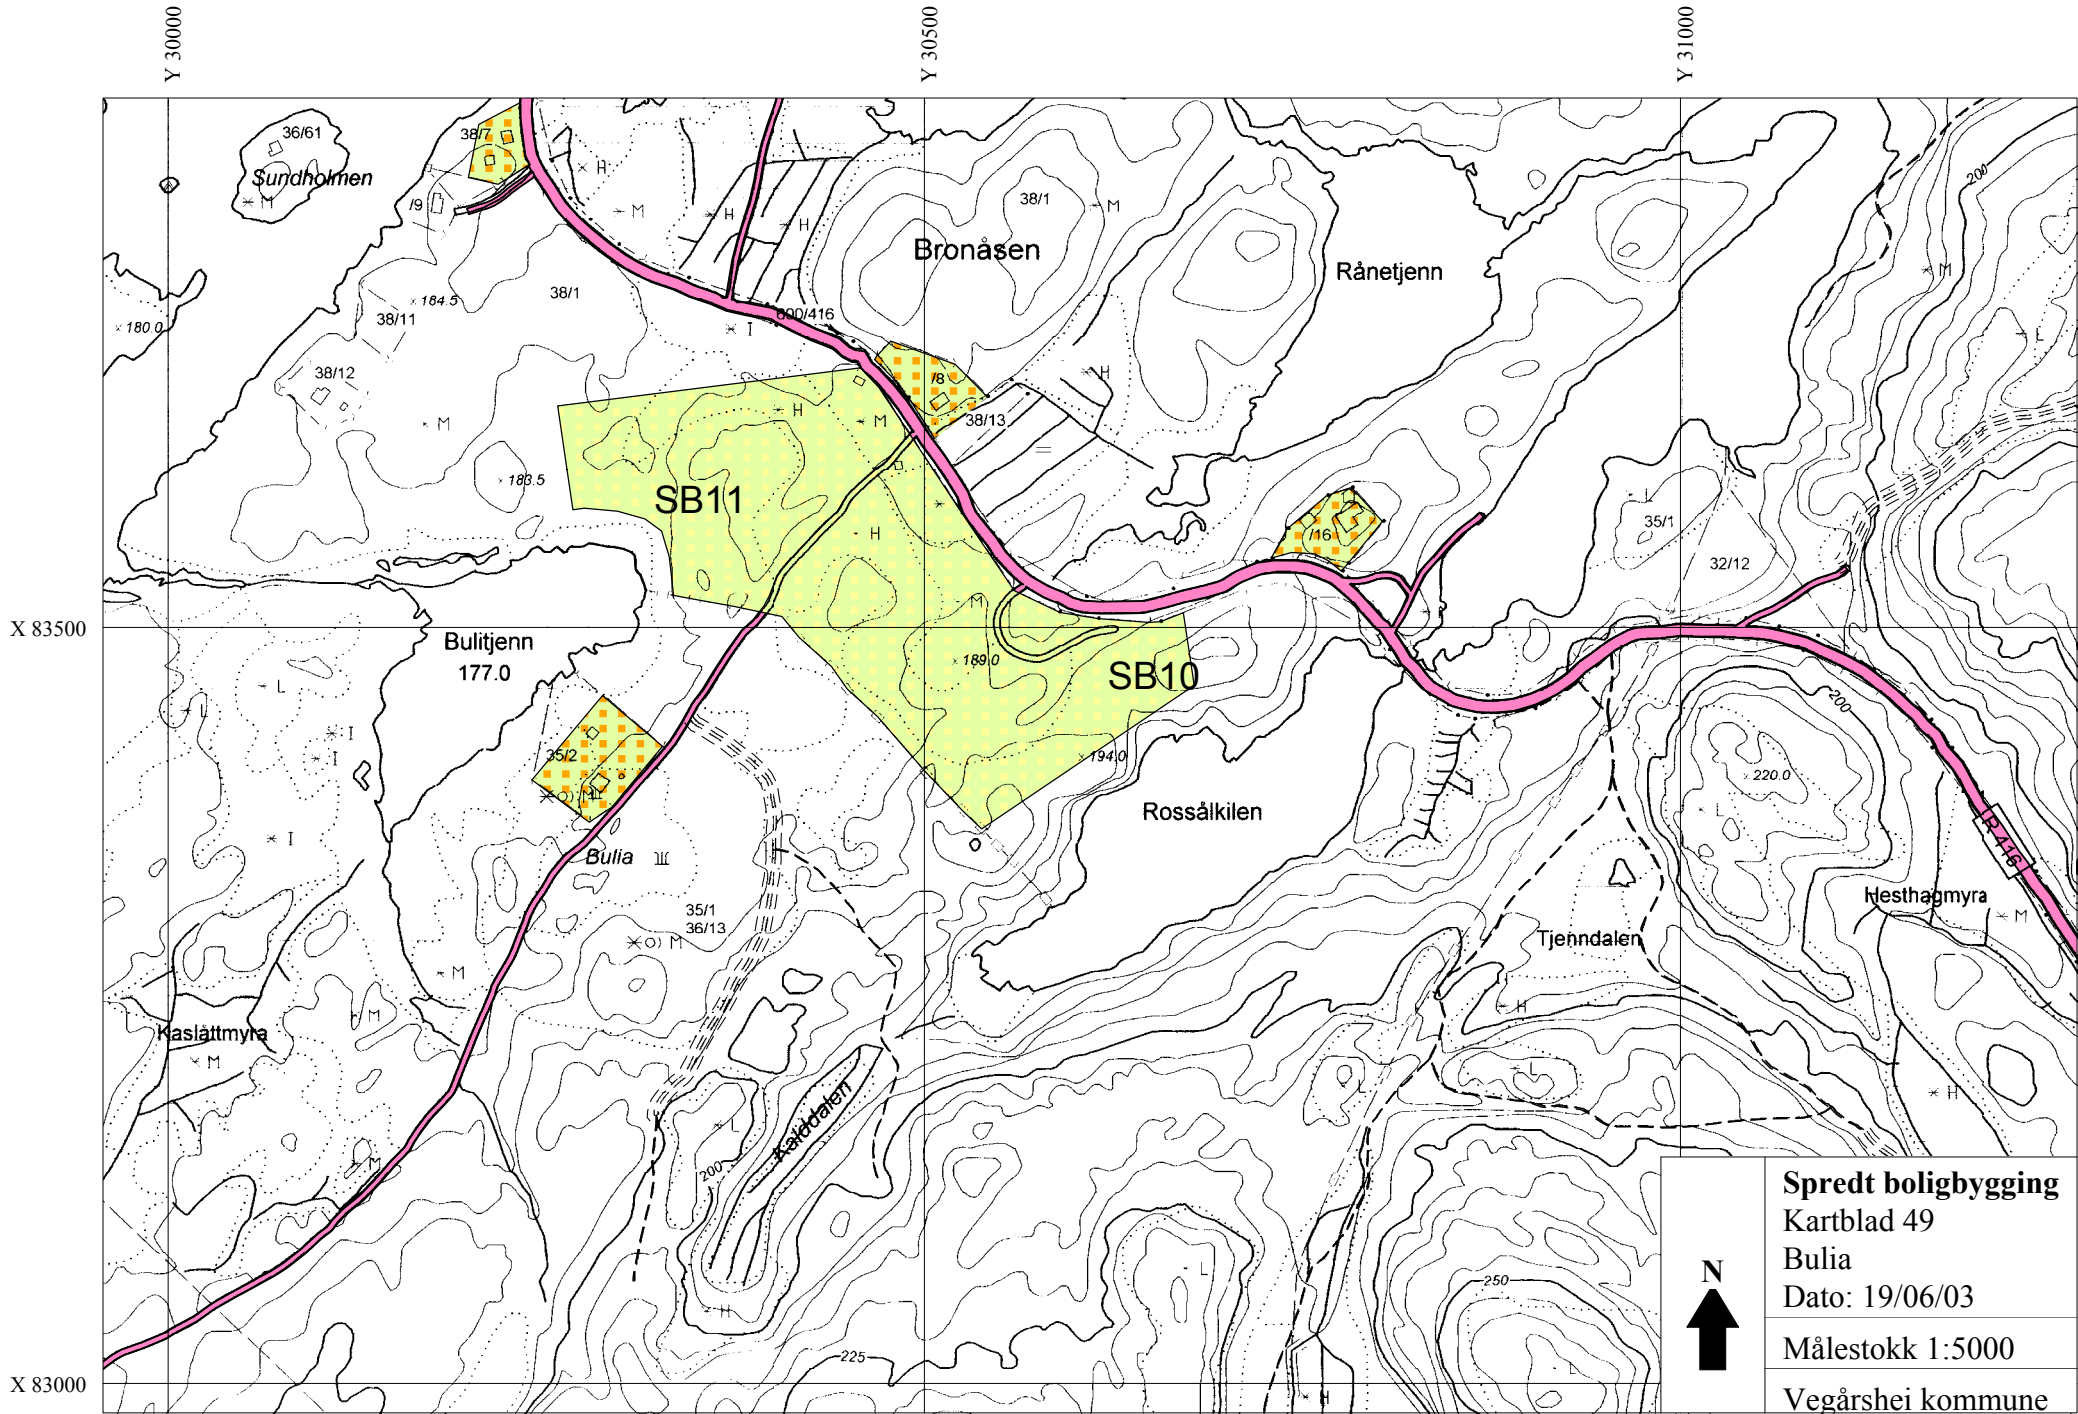 Y 30000
Y 30500
Y 31000
36/61
38/7
Sundholmen
M
H
/9
M
H
H
38/1
M
200
Bronåsen
Rånetjenn
M
184.5
38/1
38/11
180.0
600/416
I
L
38/12
/8
H
H
M
M
38/13
183.5
SB11
L
35/1
H
/16
32/12
M
X 83500
Bulitjenn
177.0
189.0
SB10
L
L
200
I
35/2
194.0
I
220.0
M
Rossålkilen
L
I
R 416
Bulia
Hesthagmyra
35/1
36/13
M
M
Tjenndalen
M
M
H
Kaslåttmyra
M
L
L
H
Kalddalen
L
M
200
Spredt boligbygging
Kartblad 49
Bulia
N
Dato: 19/06/03
L
250
H
Målestokk 1:5000
225
L
X 83000
H
Vegårshei kommune